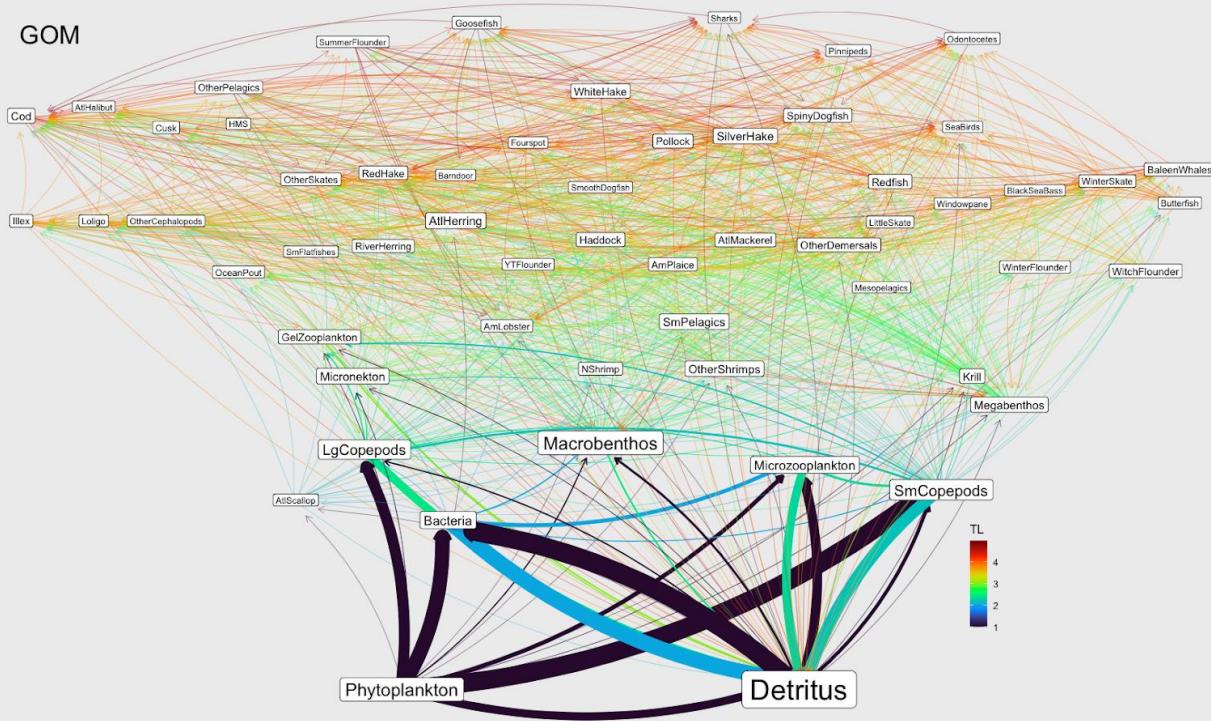 GOM
Sharks
Goosefish
SummerFlounder
Odontocetes
Pinnipeds
OtherPelagics
WhiteHake
AtlHalibut
Cod
SpinyDogfish
HMS
Cusk
SeaBirds
SilverHake
Pollock
Fourspot
BaleenWhales
RedHake
Barndoor
OtherSkates
Redfish
WinterSkate
SmoothDogfish
BlackSeaBass
Windowpane
Butterfish
Illex
Loligo
OtherCephalopods
AtlHerring
LittleSkate
Haddock
AtlMackerel
OtherDemersals
RiverHerring
SmFlatfishes
YTFlounder
AmPlaice
WinterFlounder
WitchFlounder
OceanPout
Mesopelagics
SmPelagics
AmLobster
GelZooplankton
NShrimp
OtherShrimps
Micronekton
Krill
Megabenthos
Macrobenthos
LgCopepods
Microzooplankton
SmCopepods
AtlScallop
Bacteria
TL
4
3
2
1
Phytoplankton
Detritus